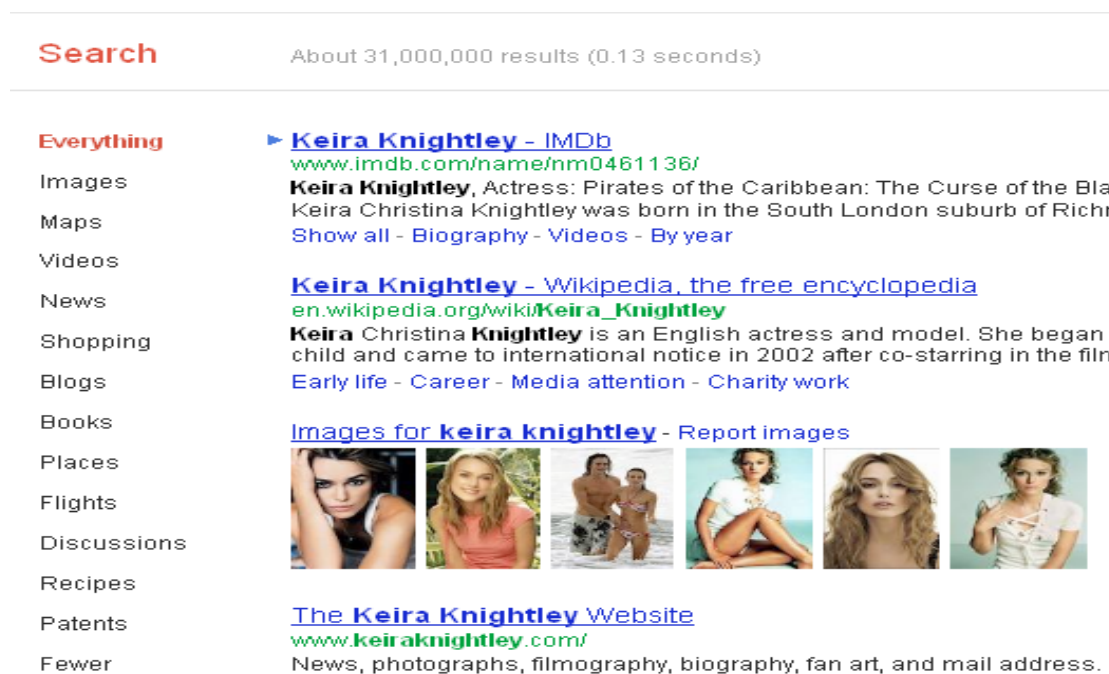 Search
About 31,000,000 results (0.13 seconds)
Everything
Images
Maps
Videos
News
Shopping
Blogs
Books
Places
Flights
Discussions
Recipes
Patents
Fewer
Keira Knightley - IMDb
www.imdb.com/name/nm0461136/
Keira Knightley, Actress: Pirates of the Caribbean: The Curse of the Bla
Keira Christina Knightley was born in the South London suburb of Richm
Show all - Biography - Videos - By year
Keira Knightley - Wikipedia, the free encyclopedia
en.wikipedia.org/wiki/Keira_Knightley
Keira Christina Knightley is an English actress and model. She began
child and came to international notice in 2002 after co-starring in the film
Early life - Career - Media attention - Charity work
Images for keira knightley - Report images
The Keira Knightley Website
www.keiraknightley.com/
News, photographs, filmography, biography, fan art, and mail address.